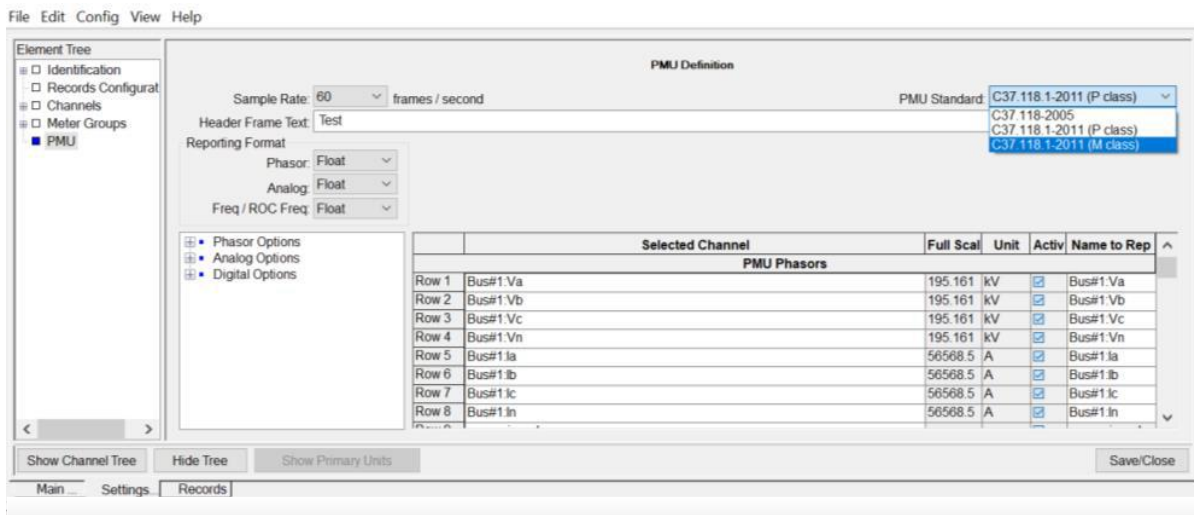 File Edit Config View Help
Element Tree
Identification
Records Configurat
Channels
Meter Groups
PMU
PMU Definition
Sample Rate: 60 frames / second
PMU Standard: C37.118.1-2011 (P class)
C37.118-2005
C37.118.1-2011 (P class)
C37.118.1-2011 (M class)
Header Frame Text: Test
Reporting Format
Phasor: Float
Analog: Float
Freq / ROC Freq: Float
Phasor Options
Analog Options
Digital Options
Selected Channel Full Scal Unit Activ Name to Rep
PMU Phasors
Row 1 Bus#1:Va 195.161 kV Bus#1:Va
Row 2 Bus#1:Vb 195.161 kV Bus#1:Vb
Row 3 Bus#1:Vc 195.161 kV Bus#1:Vc
Row 4 Bus#1:Vn 195.161 kV Bus#1:Vn
Row 5 Bus#1:Ia 56568.5 A Bus#1:Ia
Row 6 Bus#1:Ib 56568.5 A Bus#1:Ib
Row 7 Bus#1:Ic 56568.5 A Bus#1:Ic
Row 8 Bus#1:In 56568.5 A Bus#1:In
Show Channel Tree Hide Tree Show Primary Units Save/Close
Main ... Settings Records